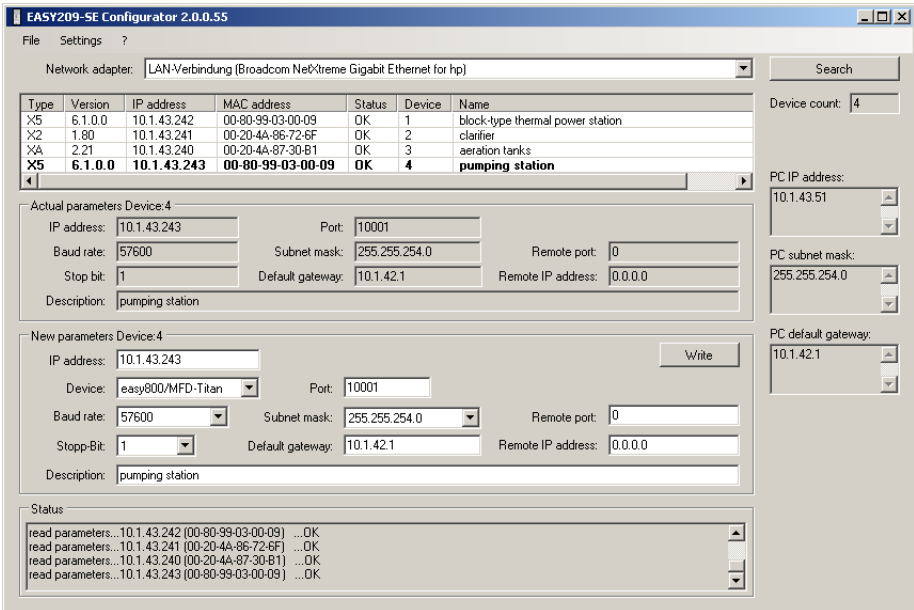 EASY209-SE Configurator 2.0.0.55
File Settings ?
Network adapter: LAN-Verbindung (Broadcom NetXtreme Gigabit Ethernet for hp) Search
Device count: 4
Type Version IP address MAC address Status Device Name
X5 6.1.0.0 10.1.43.242 00-80-99-03-00-09 OK 1 block-type thermal power station
X2 1.80 10.1.43.241 00-20-4A-86-72-6F OK 2 clarifier
XA 2.21 10.1.43.240 00-20-4A-87-30-B1 OK 3 aeration tanks
X5 6.1.0.0 10.1.43.243 00-80-99-03-00-09 OK 4 pumping station
PC IP address:
10.1.43.51
PC subnet mask:
255.255.254.0
PC default gateway:
10.1.42.1
Actual parameters Device:4
IP address: 10.1.43.243 Port: 10001
Baud rate: 57600 Subnet mask: 255.255.254.0 Remote port: 0
Stop bit: 1 Default gateway: 10.1.42.1 Remote IP address: 0.0.0.0
Description: pumping station
New parameters Device:4
IP address: 10.1.43.243 Write
Device: easy800/MFD-Titan Port: 10001
Baud rate: 57600 Subnet mask: 255.255.254.0 Remote port: 0
Stopp-Bit: 1 Default gateway: 10.1.42.1 Remote IP address: 0.0.0.0
Description: pumping station
Status
read parameters...10.1.43.242 (00-80-99-03-00-09) ...OK
read parameters...10.1.43.241 (00-20-4A-86-72-6F) ...OK
read parameters...10.1.43.240 (00-20-4A-87-30-B1) ...OK
read parameters...10.1.43.243 (00-80-99-03-00-09 ) ...OK